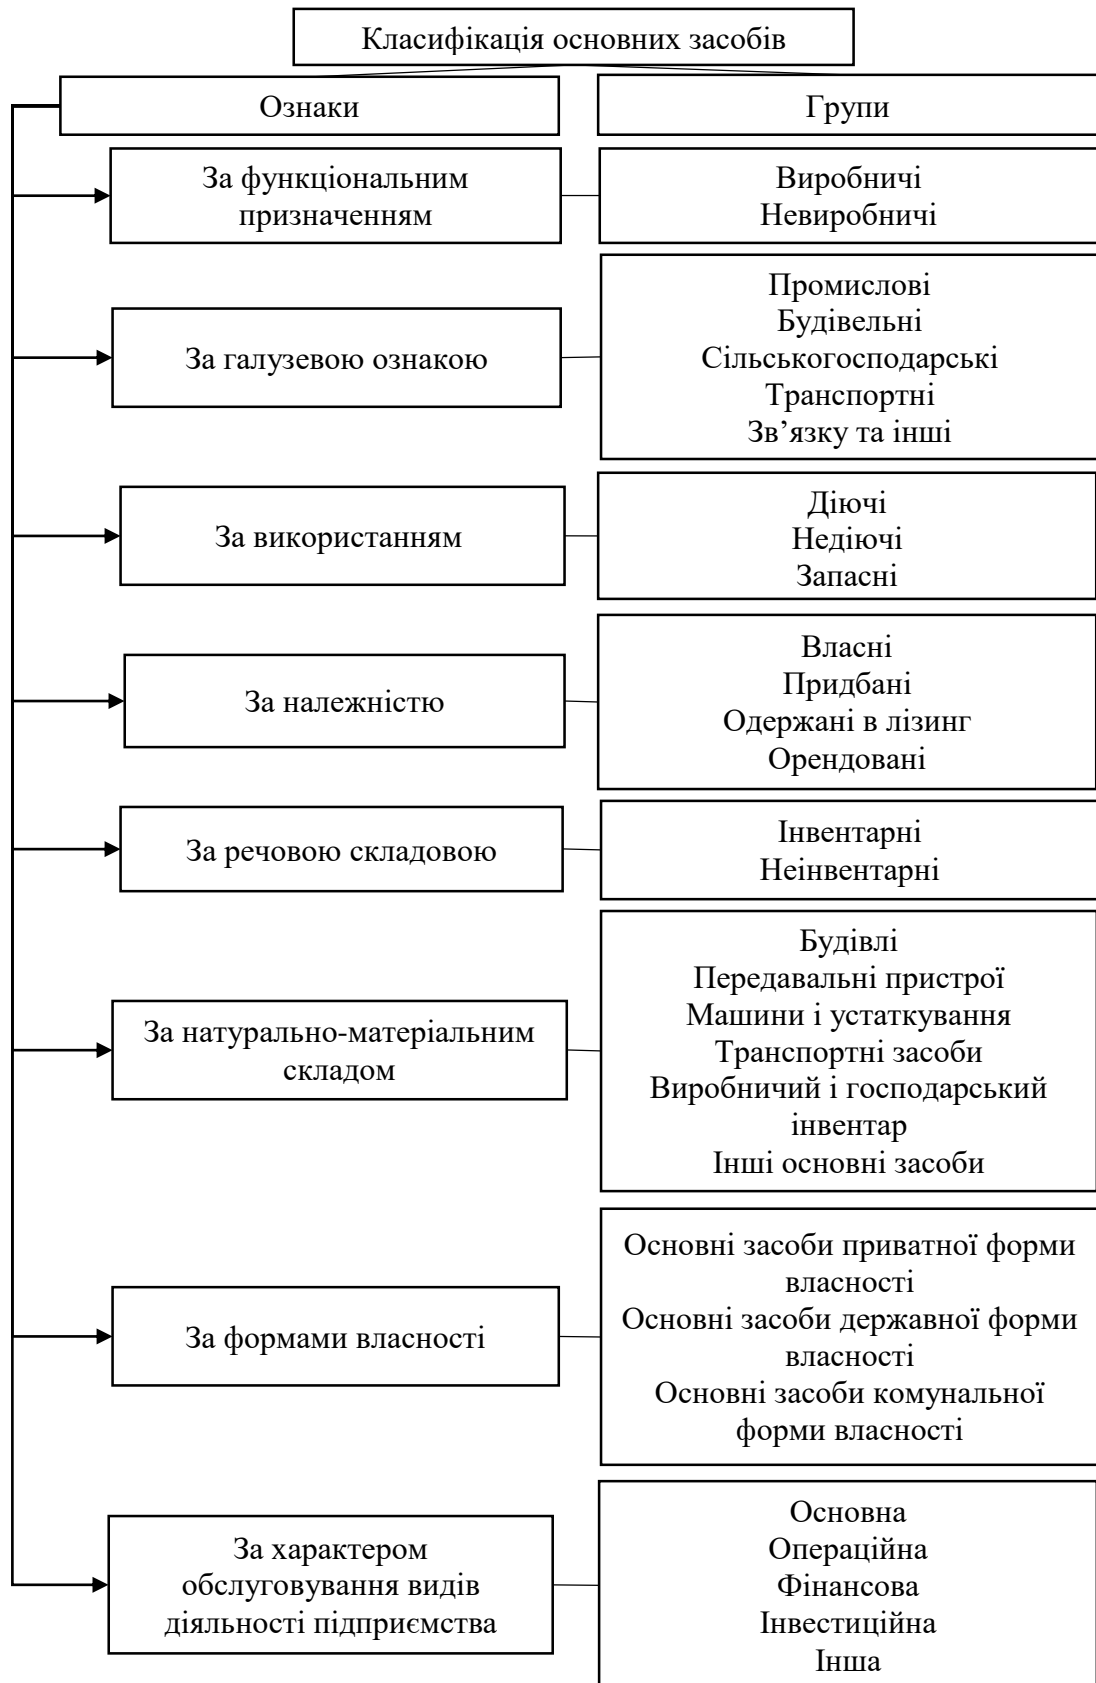 Класифікація основних засобів
Ознаки
Групи
За функціональним
призначенням
Виробничі
Невиробничі
За галузевою ознакою
Промислові
Будівельні
Сільськогосподарські
Транспортні
Зв’язку та інші
За використанням
Діючі
Недіючі
Запасні
За належністю
Власні
Придбані
Одержані в лізинг
Орендовані
За речовою складовою
Інвентарні
Неінвентарні
За натурально-матеріальним
складом
Будівлі
Передавальні пристрої
Машини і устаткування
Транспортні засоби
Виробничий і господарський
інвентар
Інші основні засоби
За формами власності
Основні засоби приватної форми
власності
Основні засоби державної форми
власності
Основні засоби комунальної
форми власності
За характером
обслуговування видів
діяльності підприємства
Основна
Операційна
Фінансова
Інвестиційна
Інша